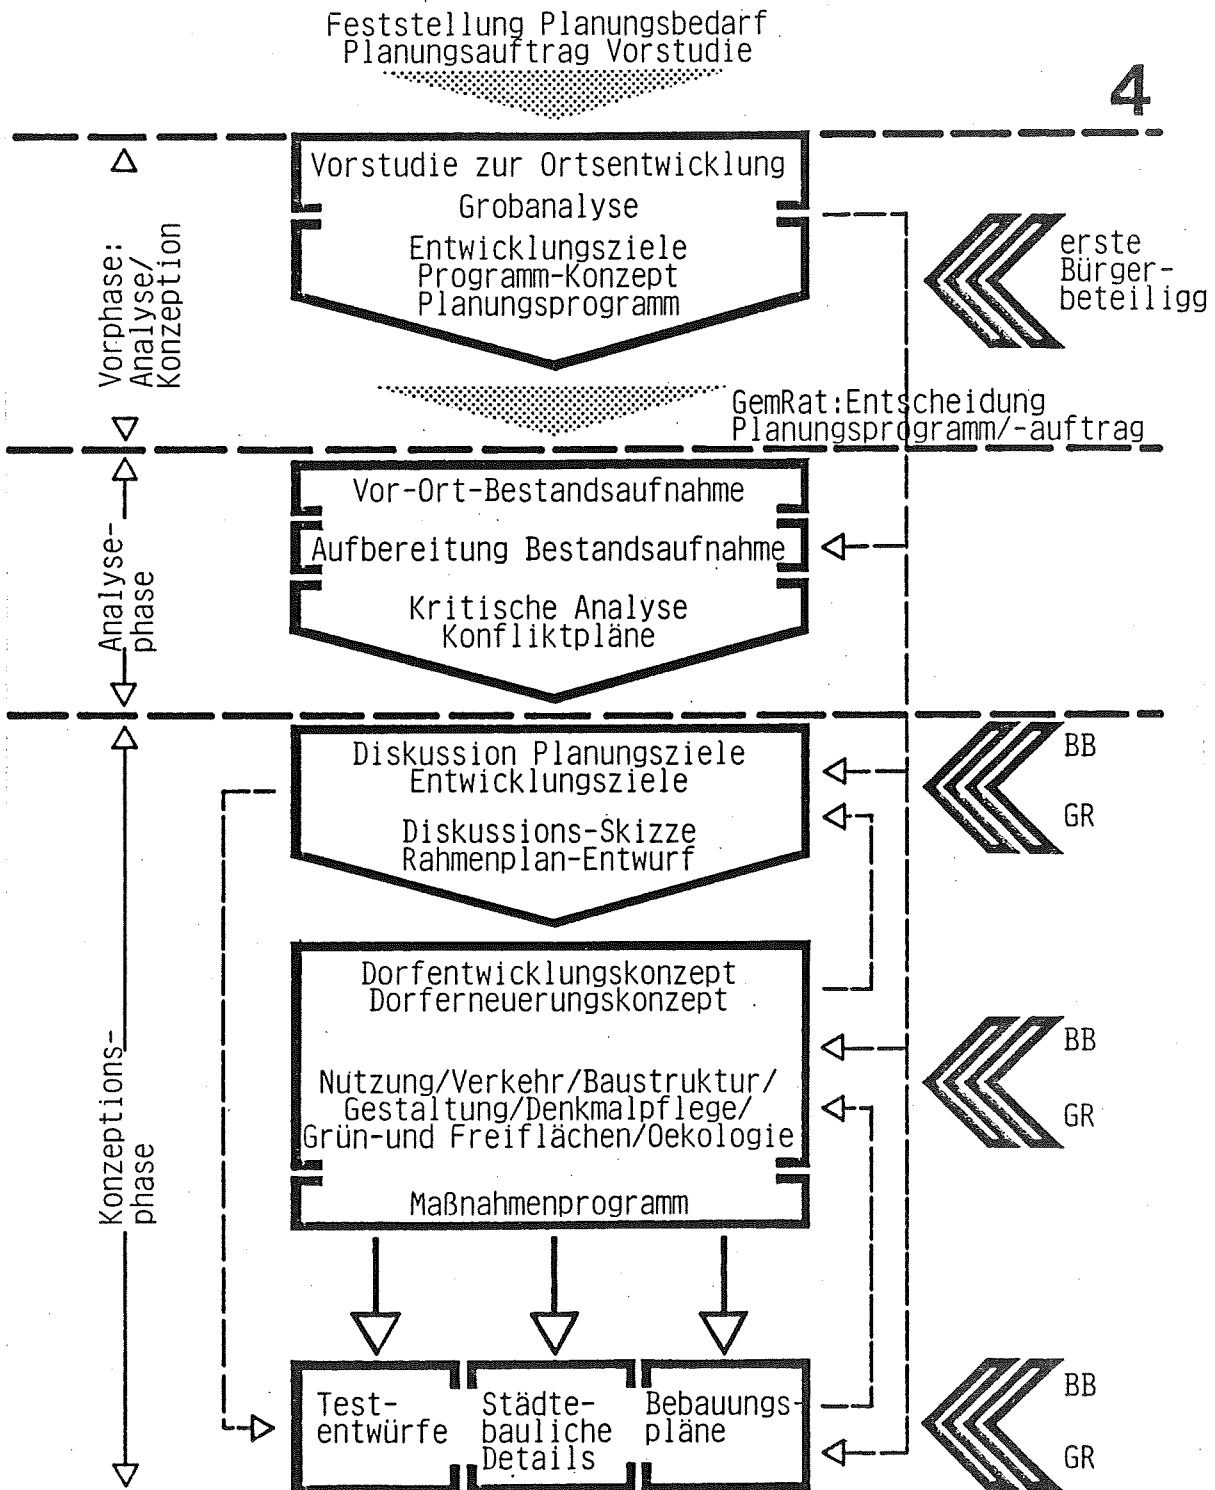 Feststellung Planungsbedarf
Planungsauftrag Vorstudie
4
Vorphase:
Analyse/
Konzeption
Vorstudie zur Ortsentwicklung
Grobanalyse
Entwicklungsziele
Programm-Konzept
Planungsprogramm
erste
Bürger-
beteiligg
GemRat:Entscheidung
Planungsprogramm/-auftrag
Analyse-
phase
Vor-Ort-Bestandsaufnahme
Aufbereitung Bestandsaufnahme
Kritische Analyse
Konfliktpläne
Konzeptions-
phase
Diskussion Planungsziele
Entwicklungsziele
Diskussions-Skizze
Rahmenplan-Entwurf
BB
GR
Dorfentwicklungskonzept
Dorferneuerungskonzept
Nutzung/Verkehr/Baustruktur/
Gestaltung/Denkmalpflege/
Grün-und Freiflächen/Oekologie
Maßnahmenprogramm
BB
GR
Test-
entwürfe
Städte-
bauliche
Details
Bebauungs-
pläne
BB
GR